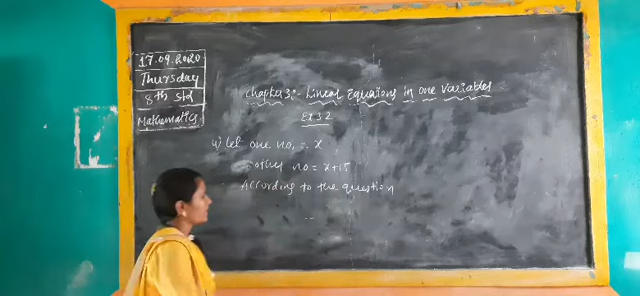 17.09.2020
Thursday
8th std
Mathematics
Chapter 3:- Linear Equations in one Variables
Ex 3.2
4) let one no. = x
other no = x+15
According to the question